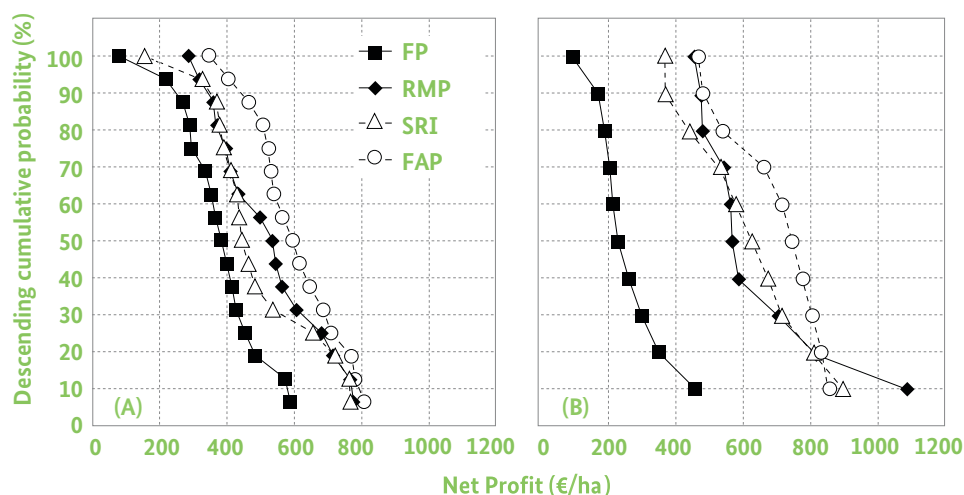 Descending cumulative probability (%)
100
90
80
70
60
50
40
30
20
10
0
FP
RMP
SRI
FAP
(A)
(B)
0 200 400 600 800 1000 1200
0 200 400 600 800 1000 1200
Net Profit (€/ha)